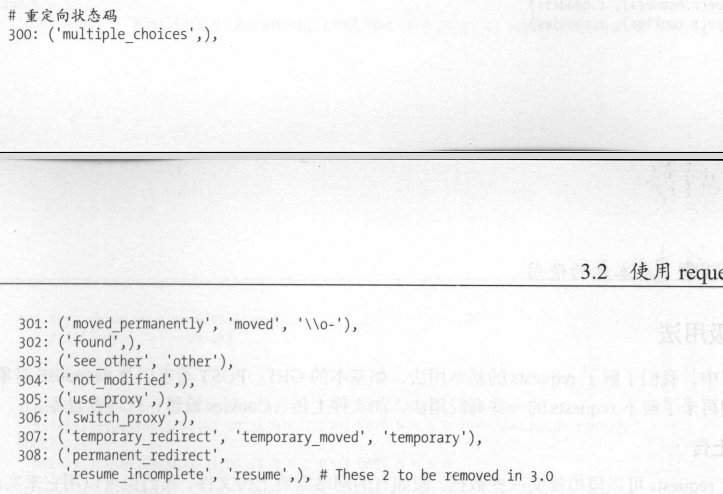 # 重定向状态码
300: ('multiple_choices',),
3.2 使用 reque
301: ('moved_permanently', 'moved', '\\o-'),
302: ('found',),
303: ('see_other', 'other'),
304: ('not_modified',),
305: ('use_proxy',),
306: ('switch_proxy',),
307: ('temporary_redirect', 'temporary_moved', 'temporary'),
308: ('permanent_redirect',
'resume_incomplete', 'resume',), # These 2 to be removed in 3.0